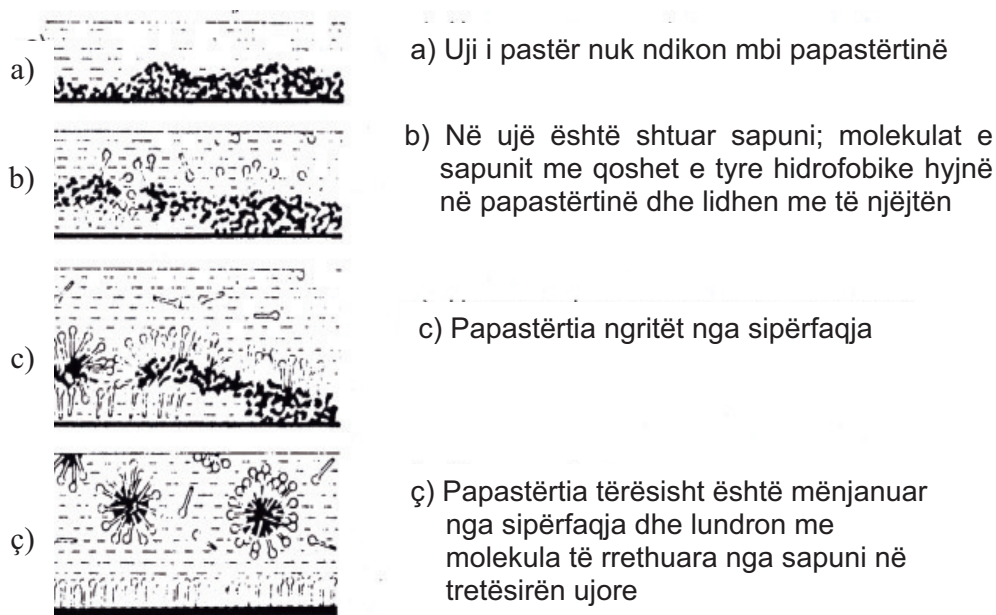 a)
a) Uji i pastër nuk ndikon mbi papastërtinë
b)
b) Në ujë është shtuar sapuni; molekulat e
sapunit me qoshet e tyre hidrofobike hyjnë
në papastërtinë dhe lidhen me të njëjtën
c)
c) Papastërtia ngritët nga sipërfaqja
ç)
ç) Papastërtia tërësisht është mënjanuar
nga sipërfaqja dhe lundron me
molekula të rrethuara nga sapuni në
tretësirën ujore